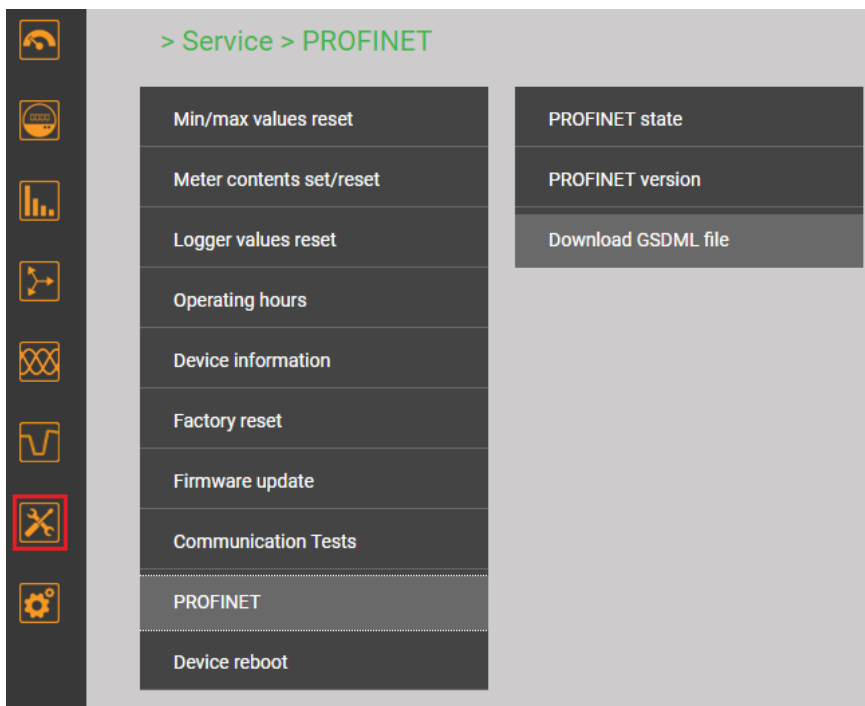 > Service > PROFINET
Min/max values reset
Meter contents set/reset
Logger values reset
Operating hours
Device information
Factory reset
Firmware update
Communication Tests
PROFINET
Device reboot
PROFINET state
PROFINET version
Download GSDML file